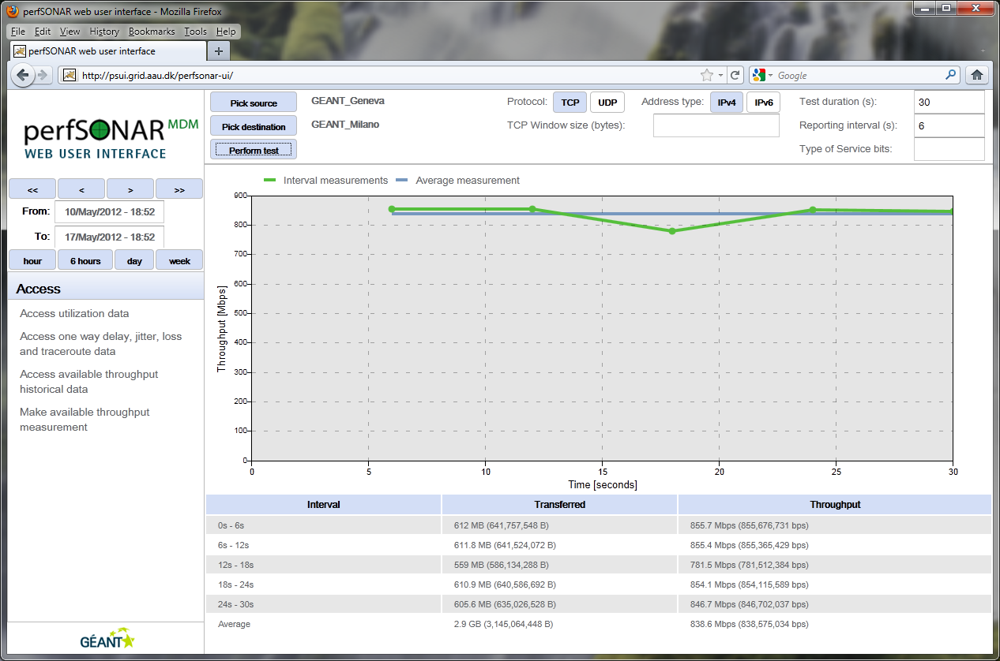 perfSONAR web user interface - Mozilla Firefox
File Edit View History Bookmarks Tools Help
perfSONAR web user interface
http://psui.grid.aau.dk/perfsonar-ui/
Google
perfSONAR MDM
WEB USER INTERFACE
<< < > >>
From: 10/May/2012 - 18:52
To: 17/May/2012 - 18:52
hour 6 hours day week
Access
Access utilization data
Access one way delay, jitter, loss
and traceroute data
Access available throughput
historical data
Make available throughput
measurement
GÉANT
Pick source GEANT_Geneva Protocol: TCP UDP Address type: IPv4 IPv6 Test duration (s): 30
Pick destination GEANT_Milano TCP Window size (bytes): Reporting interval (s): 6
Perform test Type of Service bits:
Interval measurements Average measurement
900
800
700
600
500
400
300
200
100
0
Throughput [Mbps]
0 5 10 15 20 25 30
Time [seconds]
Interval Transferred Throughput
0s - 6s 612 MB (641,757,548 B) 855.7 Mbps (855,676,731 bps)
6s - 12s 611.8 MB (641,524,072 B) 855.4 Mbps (855,365,429 bps)
12s - 18s 559 MB (586,134,288 B) 781.5 Mbps (781,512,384 bps)
18s - 24s 610.9 MB (640,586,692 B) 854.1 Mbps (854,115,589 bps)
24s - 30s 605.6 MB (635,026,528 B) 846.7 Mbps (846,702,037 bps)
Average 2.9 GB (3,145,064,448 B) 838.6 Mbps (838,575,034 bps)